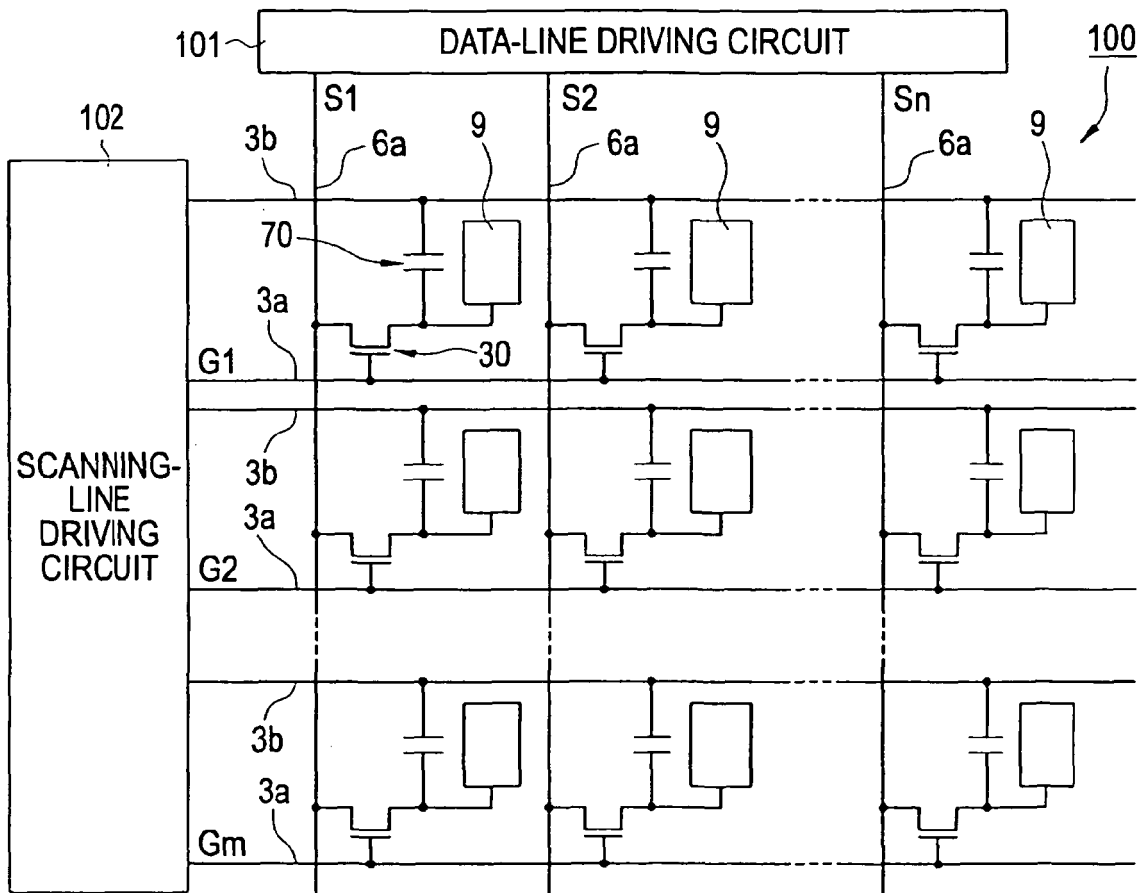 101
DATA-LINE DRIVING CIRCUIT
100
S1
S2
Sn
102
3b
6a
9
6a
9
6a
9
70
3a
G1
30
3b
SCANNING-
LINE
DRIVING
CIRCUIT
3a
G2
3b
3a
Gm